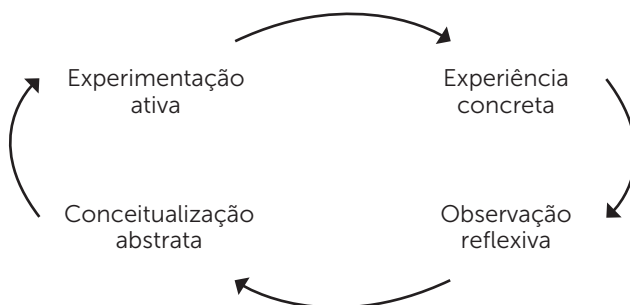 Experimentação
ativa
Experiência
concreta
Conceitualização
abstrata
Observação
reflexiva